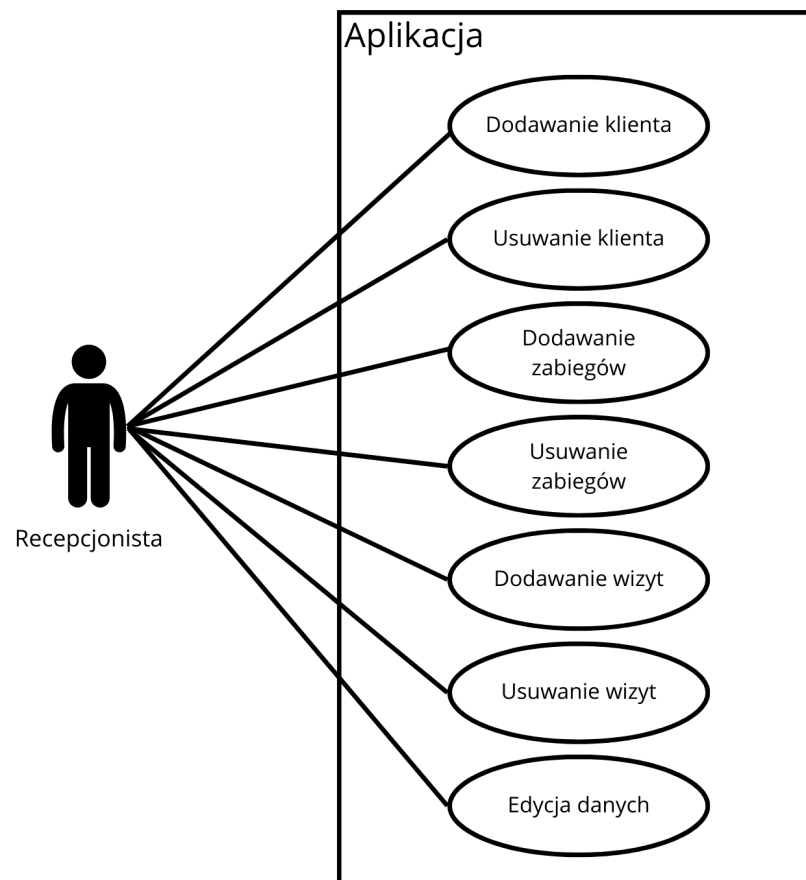 Aplikacja
Dodawanie klienta
Usuwanie klienta
Dodawanie
zabiegów
Usuwanie
zabiegów
Recepcjonista
Dodawanie wizyt
Usuwanie wizyt
Edycja danych